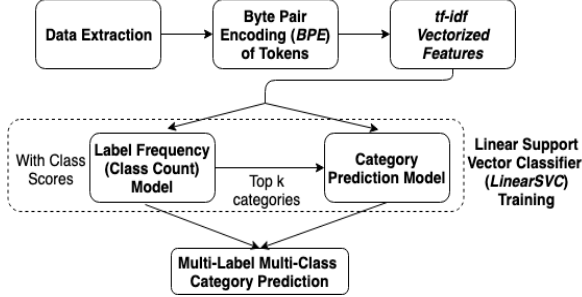 Data Extraction
Byte Pair
Encoding (BPE)
of Tokens
tf-idf
Vectorized
Features
With Class
Scores
Label Frequency
(Class Count)
Model
Top k
categories
Category
Prediction Model
Linear Support
Vector Classifier
(LinearSVC)
Training
Multi-Label Multi-Class
Category Prediction